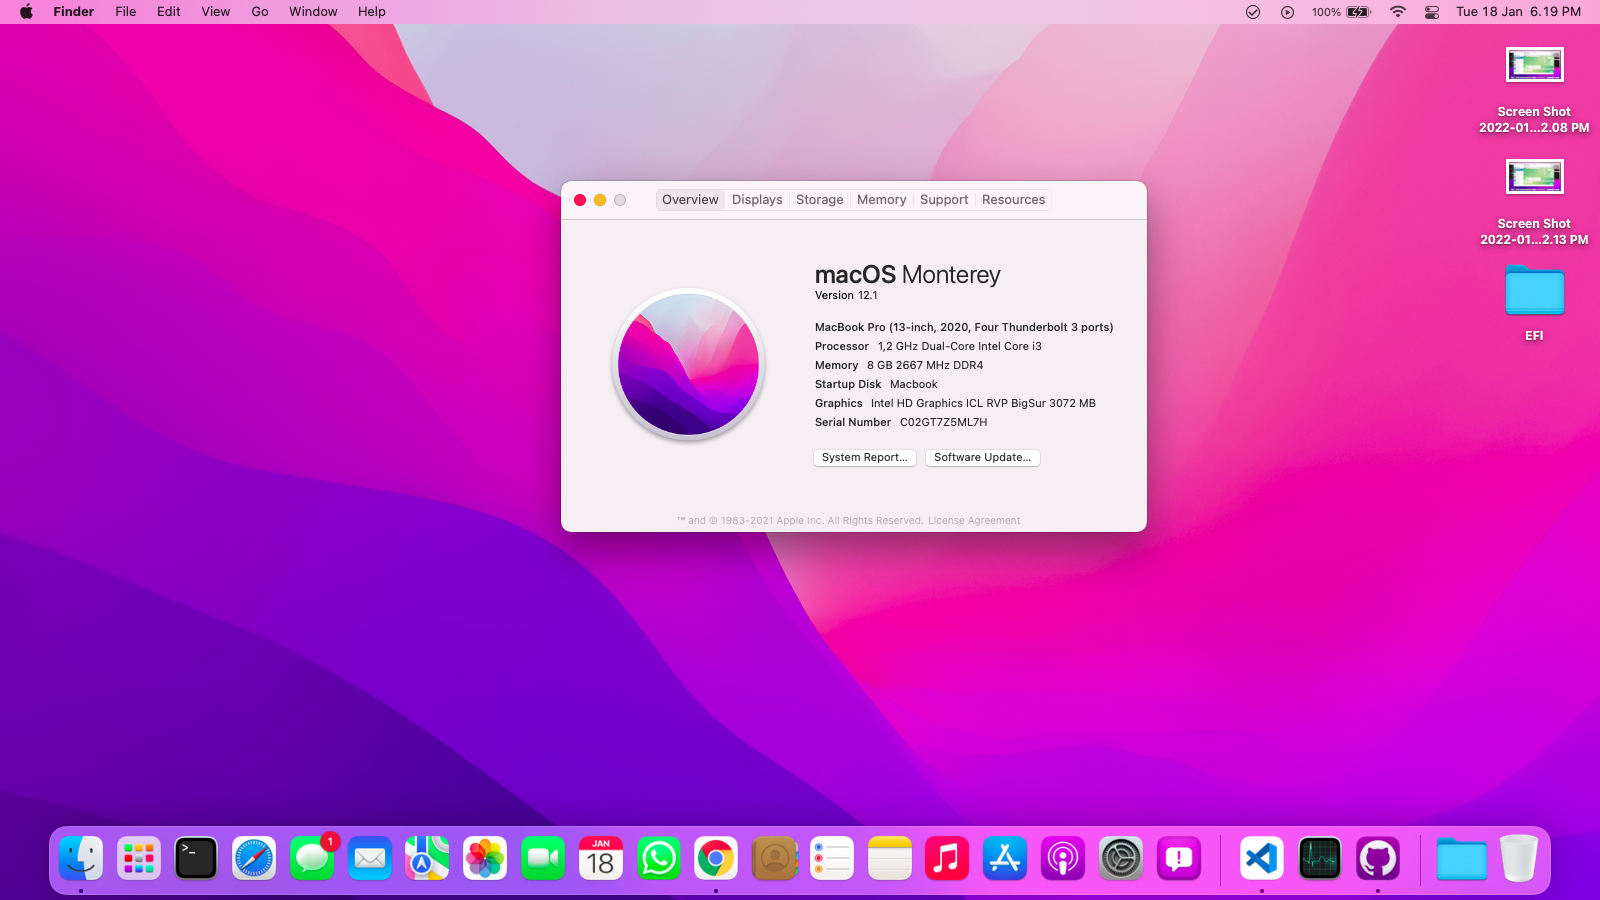 Finder File Edit View Go Window Help
100% Tue 18 Jan 6.19 PM
Screen Shot
2022-01...2.08 PM
Screen Shot
2022-01...2.13 PM
EFI
Overview Displays Storage Memory Support Resources
macOS Monterey
Version 12.1
MacBook Pro (13-inch, 2020, Four Thunderbolt 3 ports)
Processor 1,2 GHz Dual-Core Intel Core i3
Memory 8 GB 2667 MHz DDR4
Startup Disk Macbook
Graphics Intel HD Graphics ICL RVP BigSur 3072 MB
Serial Number C02GT7Z5ML7H
System Report... Software Update...
™ and © 1983-2021 Apple Inc. All Rights Reserved. License Agreement
>_
1
JAN
18